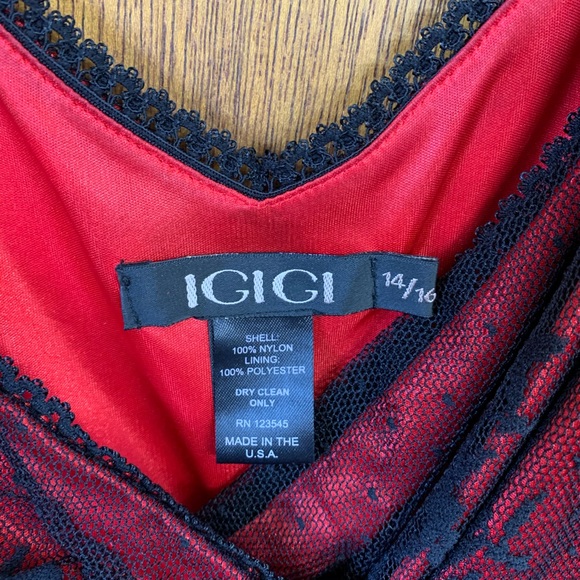 IGIGI
14/16
SHELL:
100% NYLON
LINING:
100% POLYESTER
DRY CLEAN
ONLY
RN 123545
MADE IN THE
U.S.A.